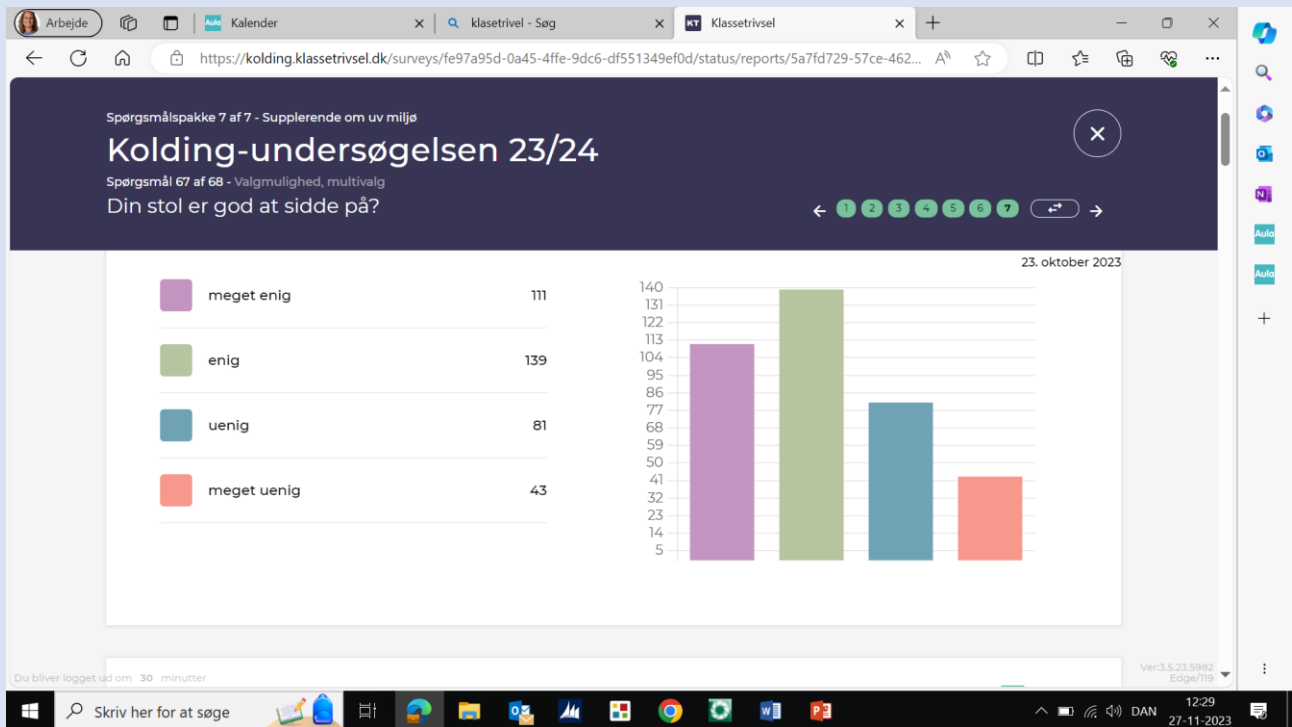 Arbejde
Kalender
klasetrivel - Søg
KT Klassetrivsel
https://kolding.klassetrivsel.dk/surveys/fe97a95d-0a45-4ffe-9dc6-df551349ef0d/status/reports/5a7fd729-57ce-462...
Spørgsmålspakke 7 af 7 - Supplerende om uv miljø
Kolding-undersøgelsen 23/24
Spørgsmål 67 af 68 - Valgmulighed, multivalg
Din stol er god at sidde på?
1 2 3 4 5 6 7
23. oktober 2023
meget enig 111
enig 139
uenig 81
meget uenig 43
140
131
122
113
104
95
86
77
68
59
50
41
32
23
14
5
Du bliver logget ud om 30 minutter
Ver:3.5.23.5982
Edge/119
Aula
Aula
Aula
Skriv her for at søge
DAN
12:29
27-11-2023